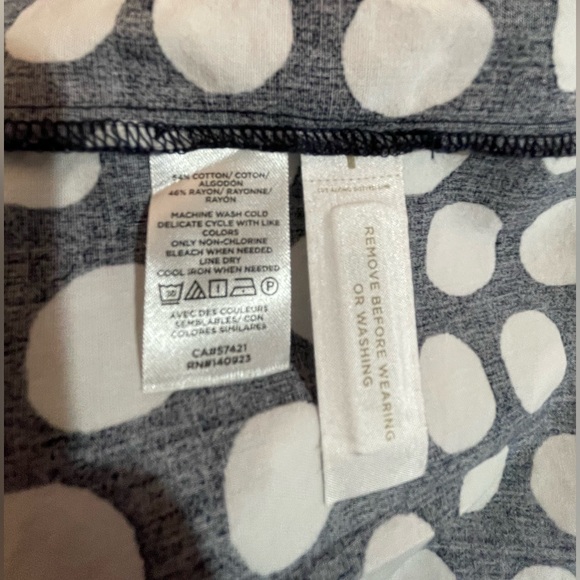 54% COTTON/ COTON/
ALGODON
46% RAYON/ RAYONNE/
RAYON
MACHINE WASH COLD
DELICATE CYCLE WITH LIKE
COLORS
ONLY NON-CHLORINE
BLEACH WHEN NEEDED
LINE DRY
COOL IRON WHEN NEEDED
30
P
AVEC DES COULEURS
SEMBLABLES/ CON
COLORES SIMILARES
CA#57421
RN#140923
REMOVE BEFORE WEARING
OR WASHING